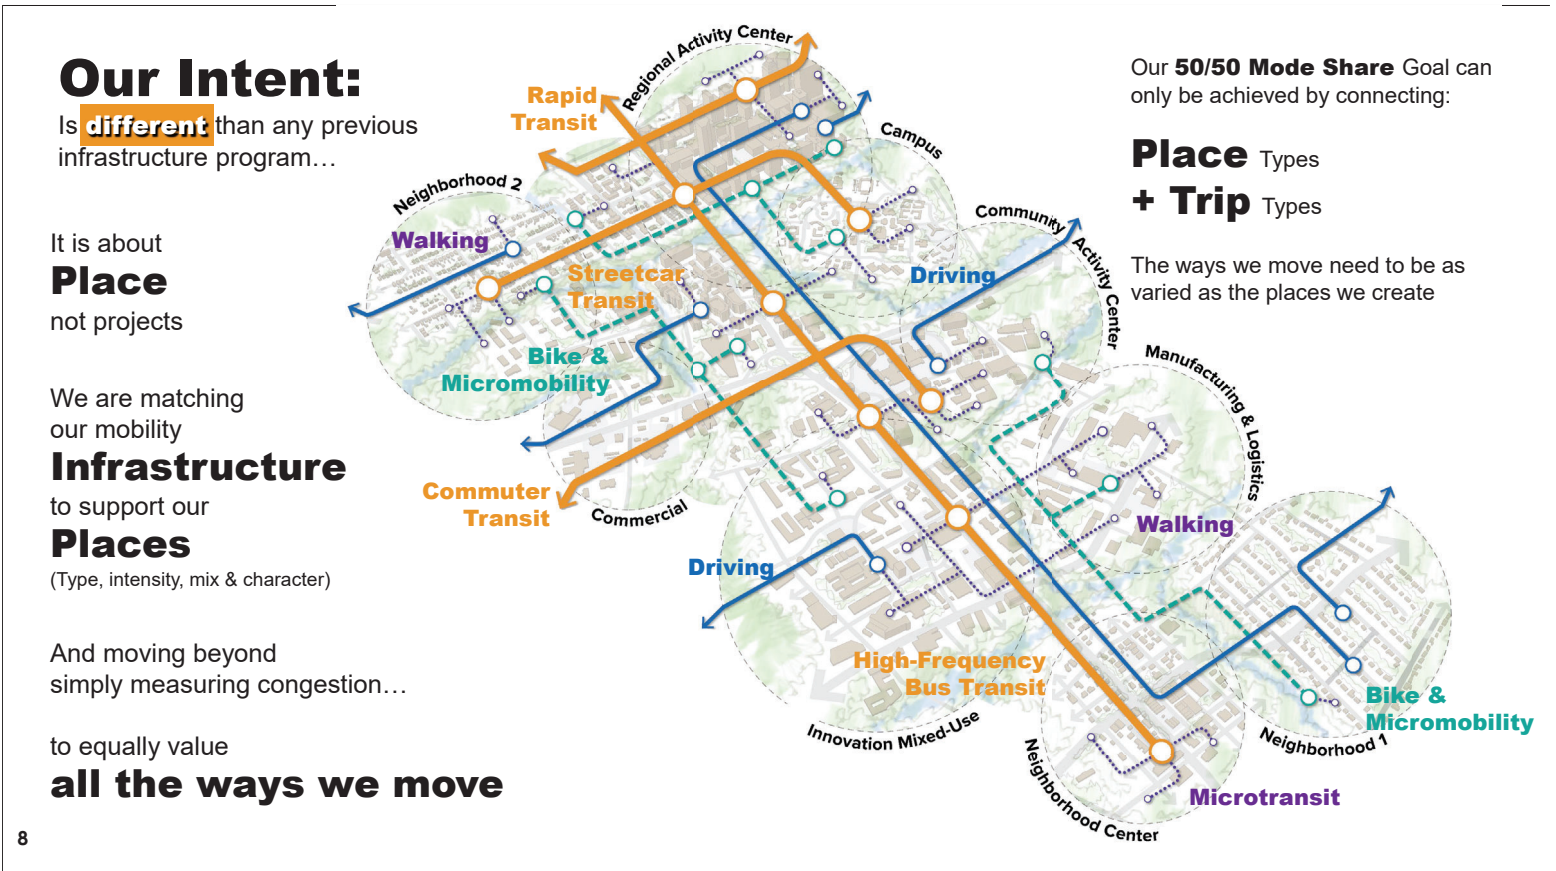 Our Intent:
Is different than any previous
infrastructure program…
It is about
Place
not projects
We are matching
our mobility
Infrastructure
to support our
Places
(Type, intensity, mix & character)
And moving beyond
simply measuring congestion…
to equally value
all the ways we move
8
Regional Activity Center
Rapid
Transit
Campus
Neighborhood 2
Walking
Community Activity Center
Streetcar
Transit
Driving
Bike &
Micromobility
Manufacturing & Logistics
Commuter
Transit
Commercial
Walking
Driving
High-Frequency
Bus Transit
Innovation Mixed-Use
Bike &
Micromobility
Neighborhood 1
Neighborhood Center
Microtransit
Our 50/50 Mode Share Goal can
only be achieved by connecting:
Place Types
+ Trip Types
The ways we move need to be as
varied as the places we create